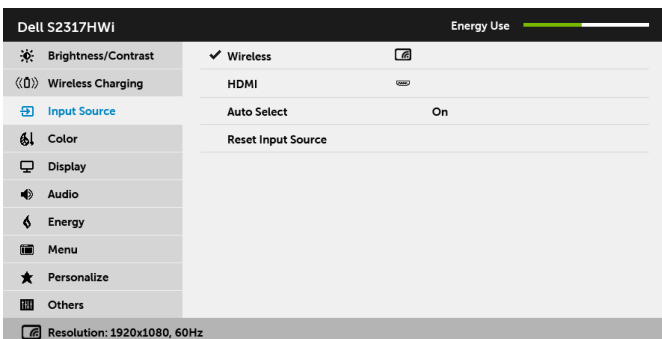 Dell S2317HWi Energy Use
Brightness/Contrast Wireless
Wireless Charging HDMI
Input Source Auto Select On
Color Reset Input Source
Display
Audio
Energy
Menu
Personalize
Others
Resolution: 1920x1080, 60Hz